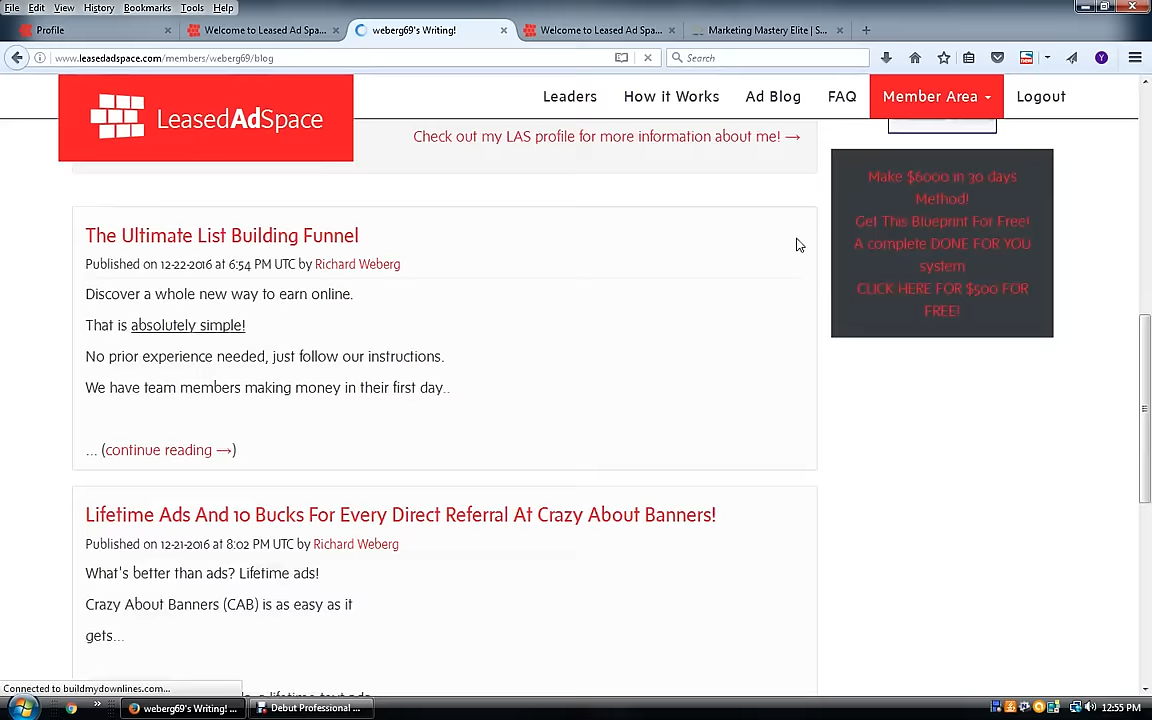 File Edit View History Bookmarks Tools Help
Profile
Welcome to Leased Ad Spa...
weberg69's Writing!
Welcome to Leased Ad Spa...
Marketing Mastery Elite | S...
www.leasedadspace.com/members/weberg69/blog
Search
LeasedAdSpace
Leaders How it Works Ad Blog FAQ Member Area Logout
Check out my LAS profile for more information about me! →
Make $6000 in 30 days
Method!
Get This Blueprint For Free!
A complete DONE FOR YOU
system
CLICK HERE FOR $500 FOR
FREE!
The Ultimate List Building Funnel
Published on 12-22-2016 at 6:54 PM UTC by Richard Weberg
Discover a whole new way to earn online.
That is absolutely simple!
No prior experience needed, just follow our instructions.
We have team members making money in their first day..
... (continue reading →)
Lifetime Ads And 10 Bucks For Every Direct Referral At Crazy About Banners!
Published on 12-21-2016 at 8:02 PM UTC by Richard Weberg
What's better than ads? Lifetime ads!
Crazy About Banners (CAB) is as easy as it
gets...
Connected to buildmydownlines.com...
weberg69's Writing! ...
Debut Professional ...
12:55 PM